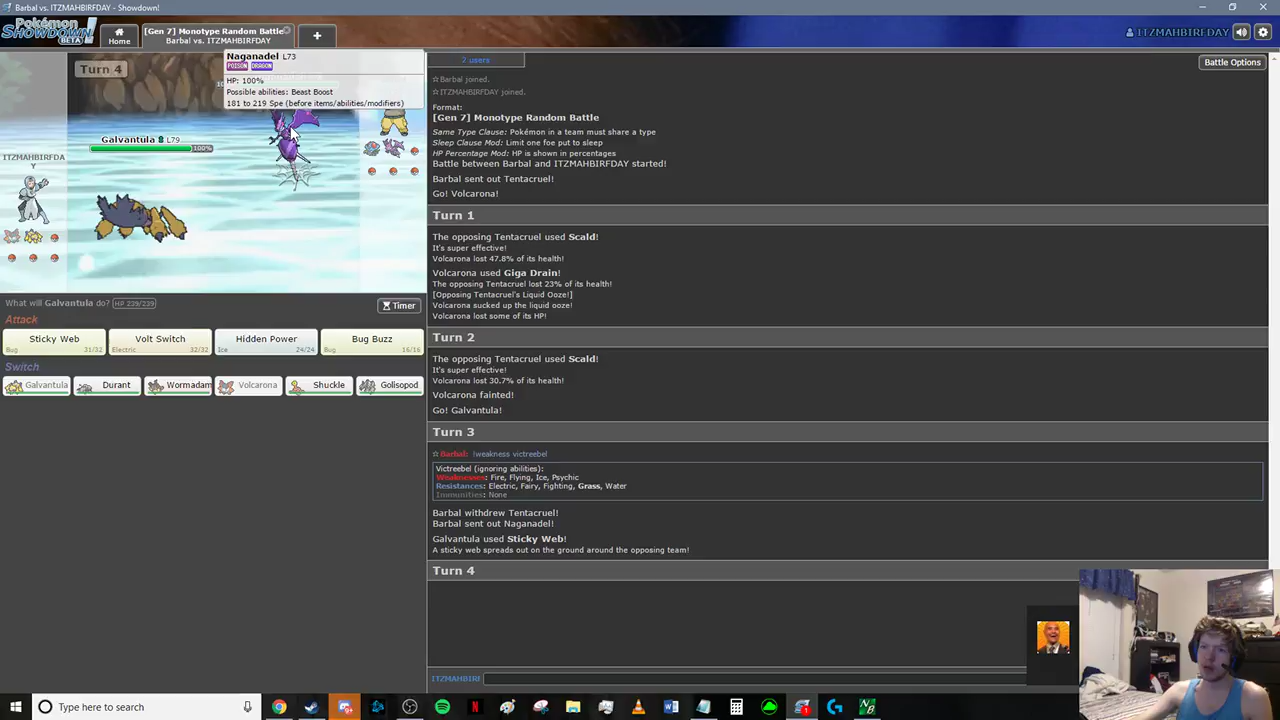 Barbal vs. ITZMAHBIRFDAY - Showdown!
Pokémon
SHOWDOWN!
BETA
Home
[Gen 7] Monotype Random Battle
Barbal vs. ITZMAHBIRFDAY
+
ITZMAHBIRFDAY
Turn 4
Naganadel L73
POISON DRAGON
HP: 100%
Possible abilities: Beast Boost
181 to 219 Spe (before items/abilities/modifiers)
Galvantula L79
100%
ITZMAHBIRFDA
Y
What will Galvantula do? HP 239/239
Timer
Attack
Sticky Web
Bug 31/32
Volt Switch
Electric 32/32
Hidden Power
Ice 24/24
Bug Buzz
Bug 16/16
Switch
Galvantula
Durant
Wormadam
Volcarona
Shuckle
Golisopod
2 users
Battle Options
☆Barbal joined.
☆ITZMAHBIRFDAY joined.
Format:
[Gen 7] Monotype Random Battle
Same Type Clause: Pokémon in a team must share a type
Sleep Clause Mod: Limit one foe put to sleep
HP Percentage Mod: HP is shown in percentages
Battle between Barbal and ITZMAHBIRFDAY started!
Barbal sent out Tentacruel!
Go! Volcarona!
Turn 1
The opposing Tentacruel used Scald!
It's super effective!
Volcarona lost 47.8% of its health!
Volcarona used Giga Drain!
The opposing Tentacruel lost 23% of its health!
[Opposing Tentacruel's Liquid Ooze!]
Volcarona sucked up the liquid ooze!
Volcarona lost some of its HP!
Turn 2
The opposing Tentacruel used Scald!
It's super effective!
Volcarona lost 30.7% of its health!
Volcarona fainted!
Go! Galvantula!
Turn 3
☆Barbal: !weakness victreebel
Victreebel (ignoring abilities):
Weaknesses: Fire, Flying, Ice, Psychic
Resistances: Electric, Fairy, Fighting, Grass, Water
Immunities: None
Barbal withdrew Tentacruel!
Barbal sent out Naganadel!
Galvantula used Sticky Web!
A sticky web spreads out on the ground around the opposing team!
Turn 4
ITZMAHBIRF
Type here to search